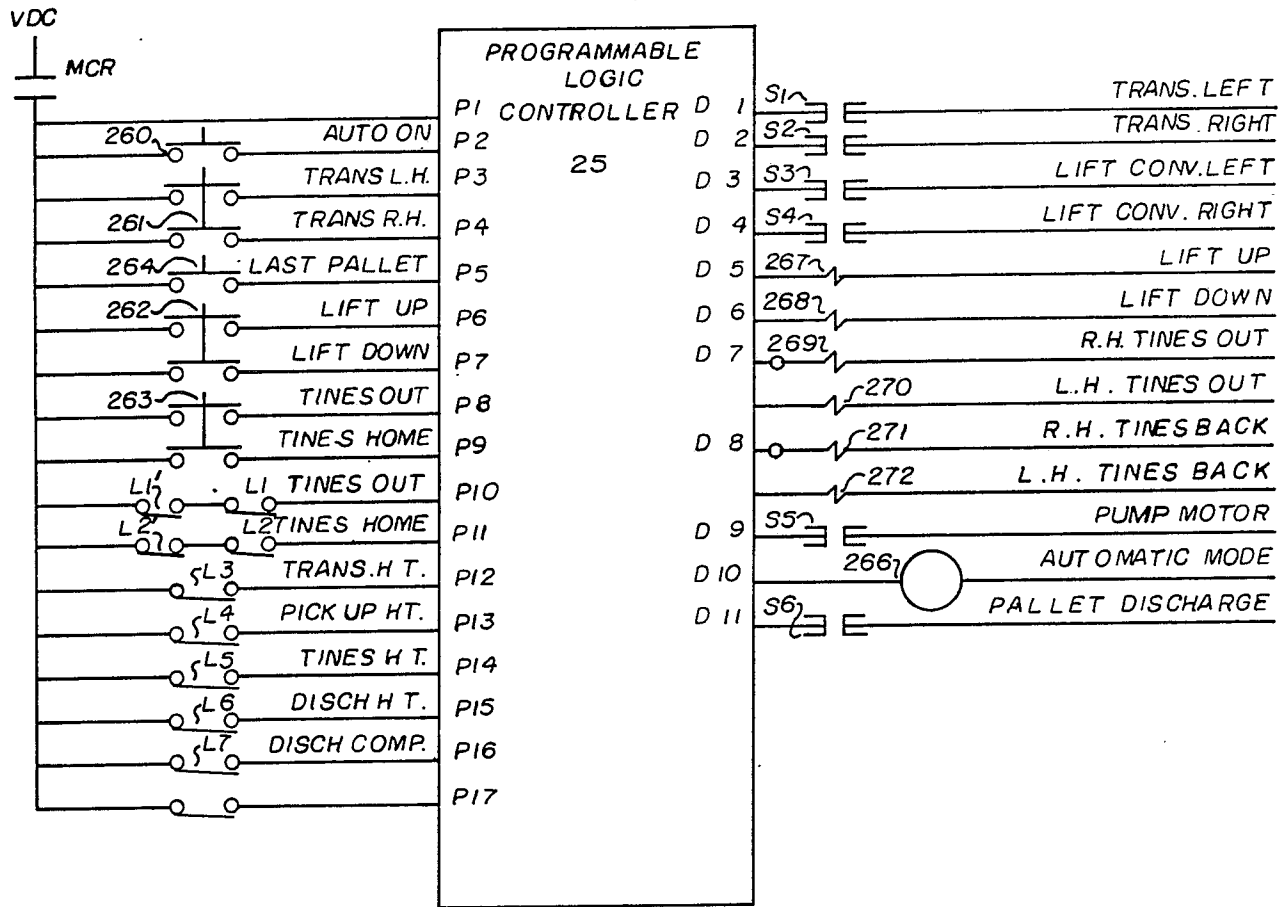 VDC
MCR
PROGRAMMABLE
LOGIC
CONTROLLER
25
P1
260 AUTO ON P2
TRANS L.H. P3
261 TRANS R.H. P4
264 LAST PALLET P5
262 LIFT UP P6
LIFT DOWN P7
263 TINES OUT P8
TINES HOME P9
L1' L1 TINES OUT P10
L2' L2 TINES HOME P11
L3 TRANS.HT. P12
L4 PICK UP HT. P13
L5 TINES HT. P14
L6 DISCH HT. P15
L7 DISCH COMP. P16
P17
D 1 S1 TRANS. LEFT
D 2 S2 TRANS. RIGHT
D 3 S3 LIFT CONV. LEFT
D 4 S4 LIFT CONV. RIGHT
D 5 267 LIFT UP
D 6 268 LIFT DOWN
D 7 269 R.H. TINES OUT
270 L.H. TINES OUT
D 8 271 R.H. TINES BACK
272 L.H. TINES BACK
D 9 S5 PUMP MOTOR
D 10 266 AUTOMATIC MODE
D 11 S6 PALLET DISCHARGE